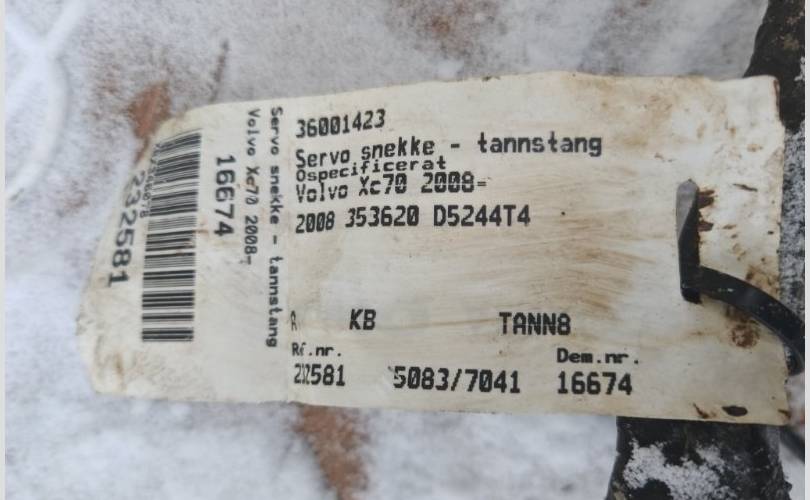 36001423
Servo snekke - tannstang
Ospecificerat
Volvo Xc70 2008-
2008 353620 D5244T4
KB TANN8
Rf.nr. Dem.nr.
232581 5083/7041 16674
Servo snekke - tannstang
Volvo Xc70 2008-
16674
232581